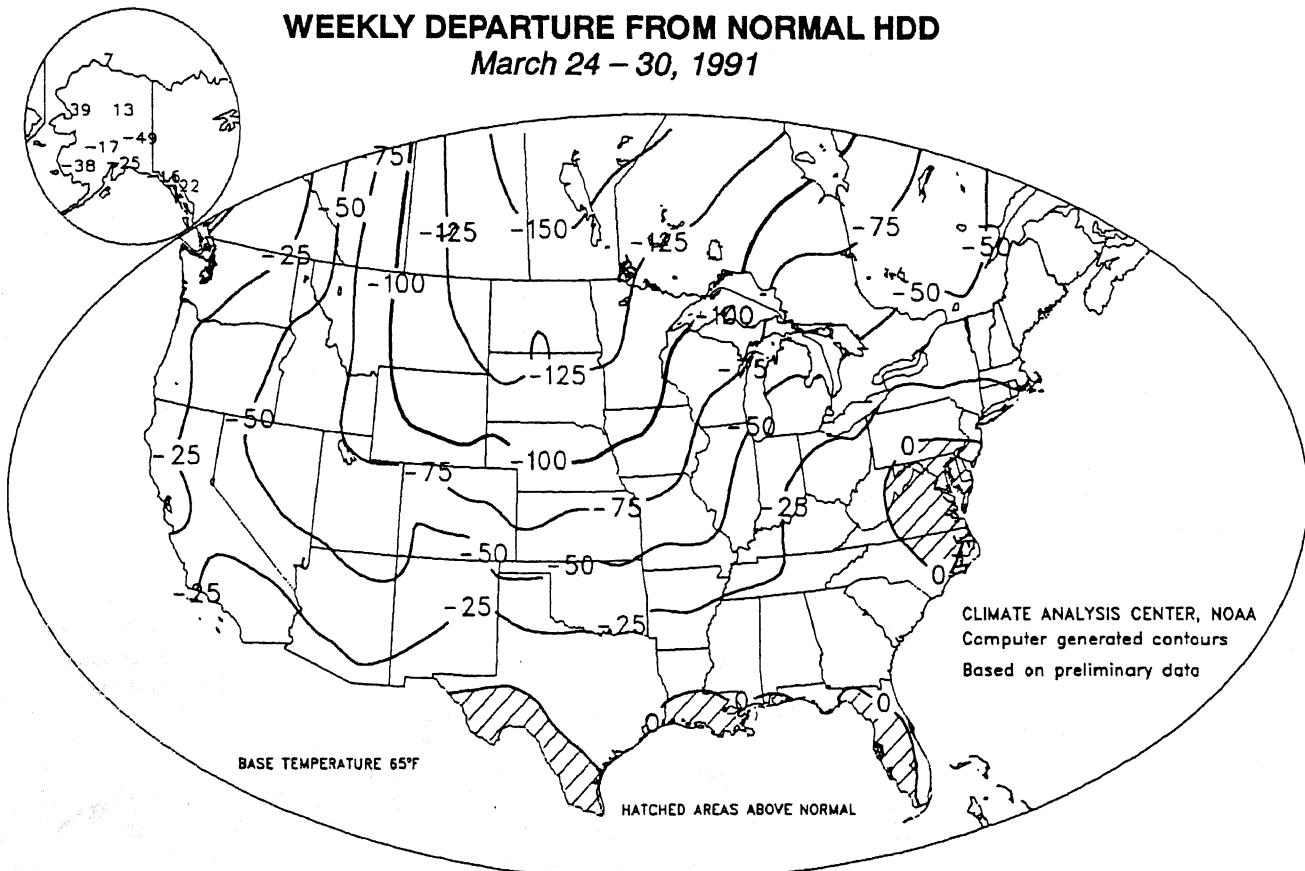 WEEKLY DEPARTURE FROM NORMAL HDD
March 24 – 30, 1991
7
39 13
-17 -49
-38 -25
22
-75
-50
-125 -150 -125 -75
-25 -50
-100 -50
-100
-125 -75
-50 -50
-25 -100 0
-75
-75 -25
-50 -50
0
-25 -25 -25
CLIMATE ANALYSIS CENTER, NOAA
Computer generated contours
Based on preliminary data
0 0 0
BASE TEMPERATURE 65°F
HATCHED AREAS ABOVE NORMAL